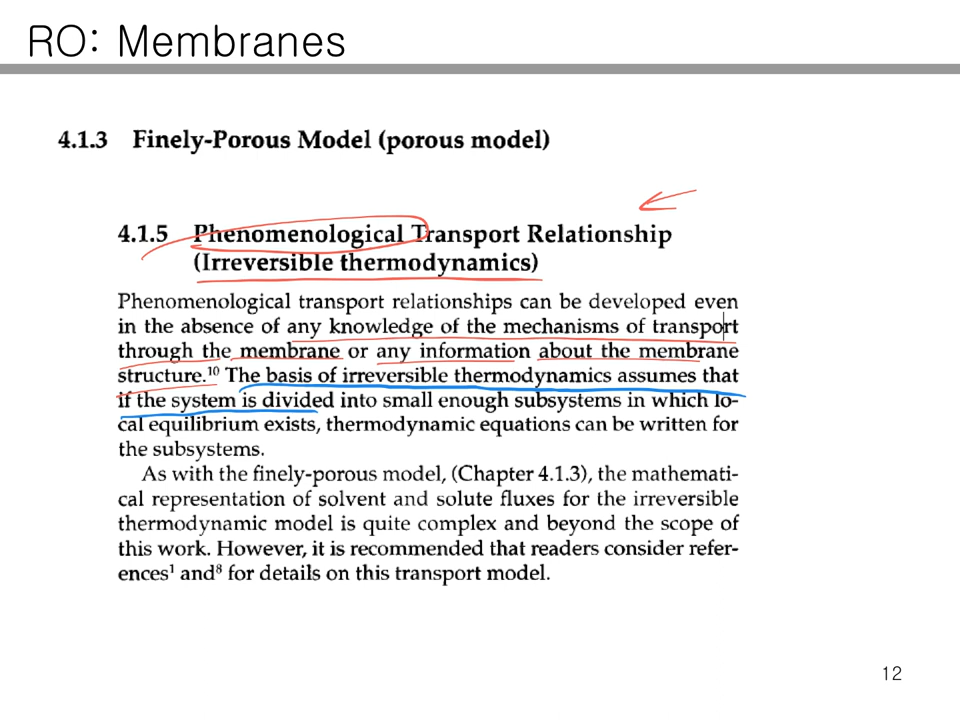 RO: Membranes
4.1.3 Finely-Porous Model (porous model)
4.1.5 Phenomenological Transport Relationship
(Irreversible thermodynamics)
Phenomenological transport relationships can be developed even
in the absence of any knowledge of the mechanisms of transport
through the membrane or any information about the membrane
structure.¹⁰ The basis of irreversible thermodynamics assumes that
if the system is divided into small enough subsystems in which lo-
cal equilibrium exists, thermodynamic equations can be written for
the subsystems.
As with the finely-porous model, (Chapter 4.1.3), the mathemati-
cal representation of solvent and solute fluxes for the irreversible
thermodynamic model is quite complex and beyond the scope of
this work. However, it is recommended that readers consider refer-
ences¹ and⁸ for details on this transport model.
12